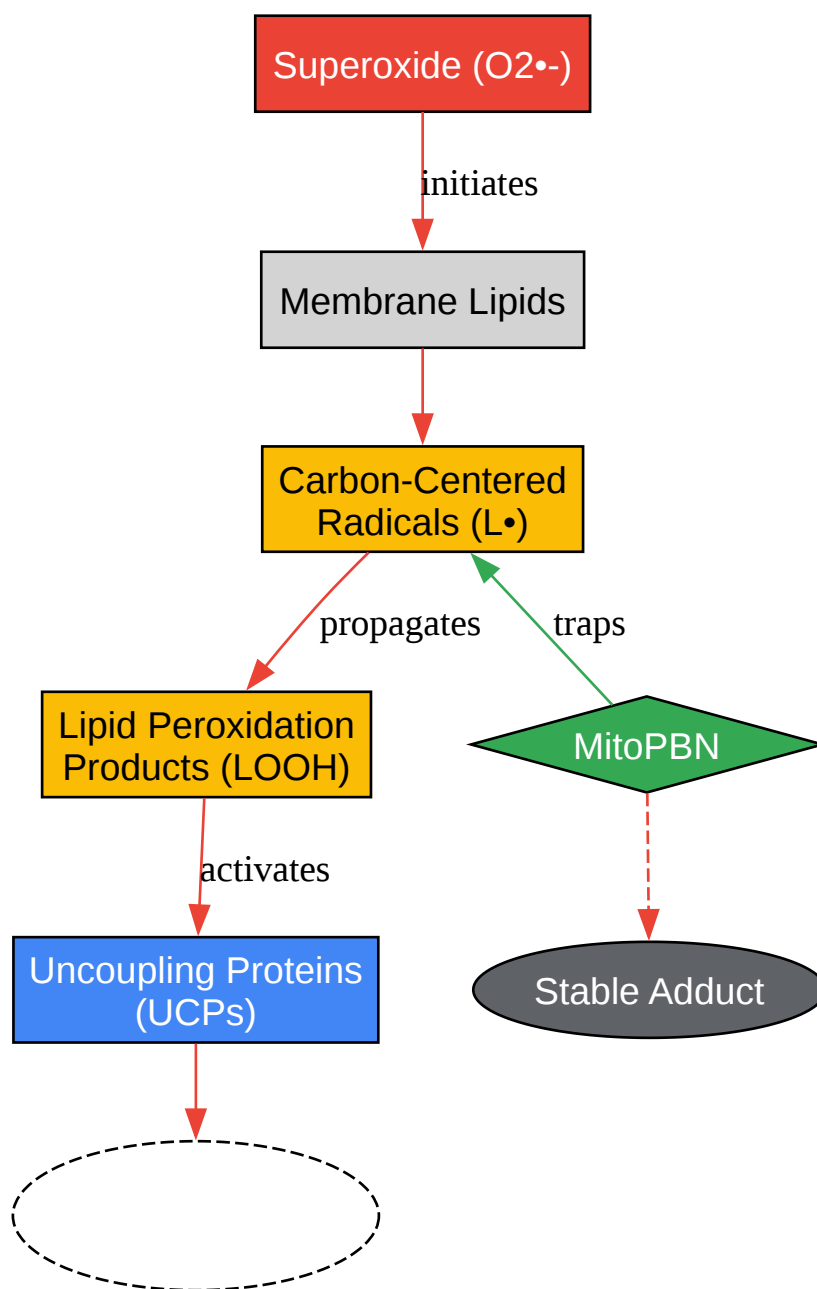 Superoxide (O2•-)
initiates
Membrane Lipids
Carbon-Centered
Radicals (L•)
propagates
traps
Lipid Peroxidation
Products (LOOH)
MitoPBN
activates
Uncoupling Proteins
(UCPs)
Stable Adduct